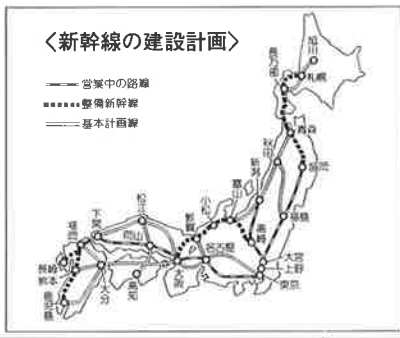 〈新幹線の建設計画〉
営業中の路線
整備新幹線
基本計画線
旭川
札幌
長万部
青森
秋田
盛岡
新潟
富山
小松
福島
高崎
松江
敦賀
名古屋
下関
岡山
福岡
大宮
上野
東京
大阪
長崎
熊本
大分
高知
鹿児島